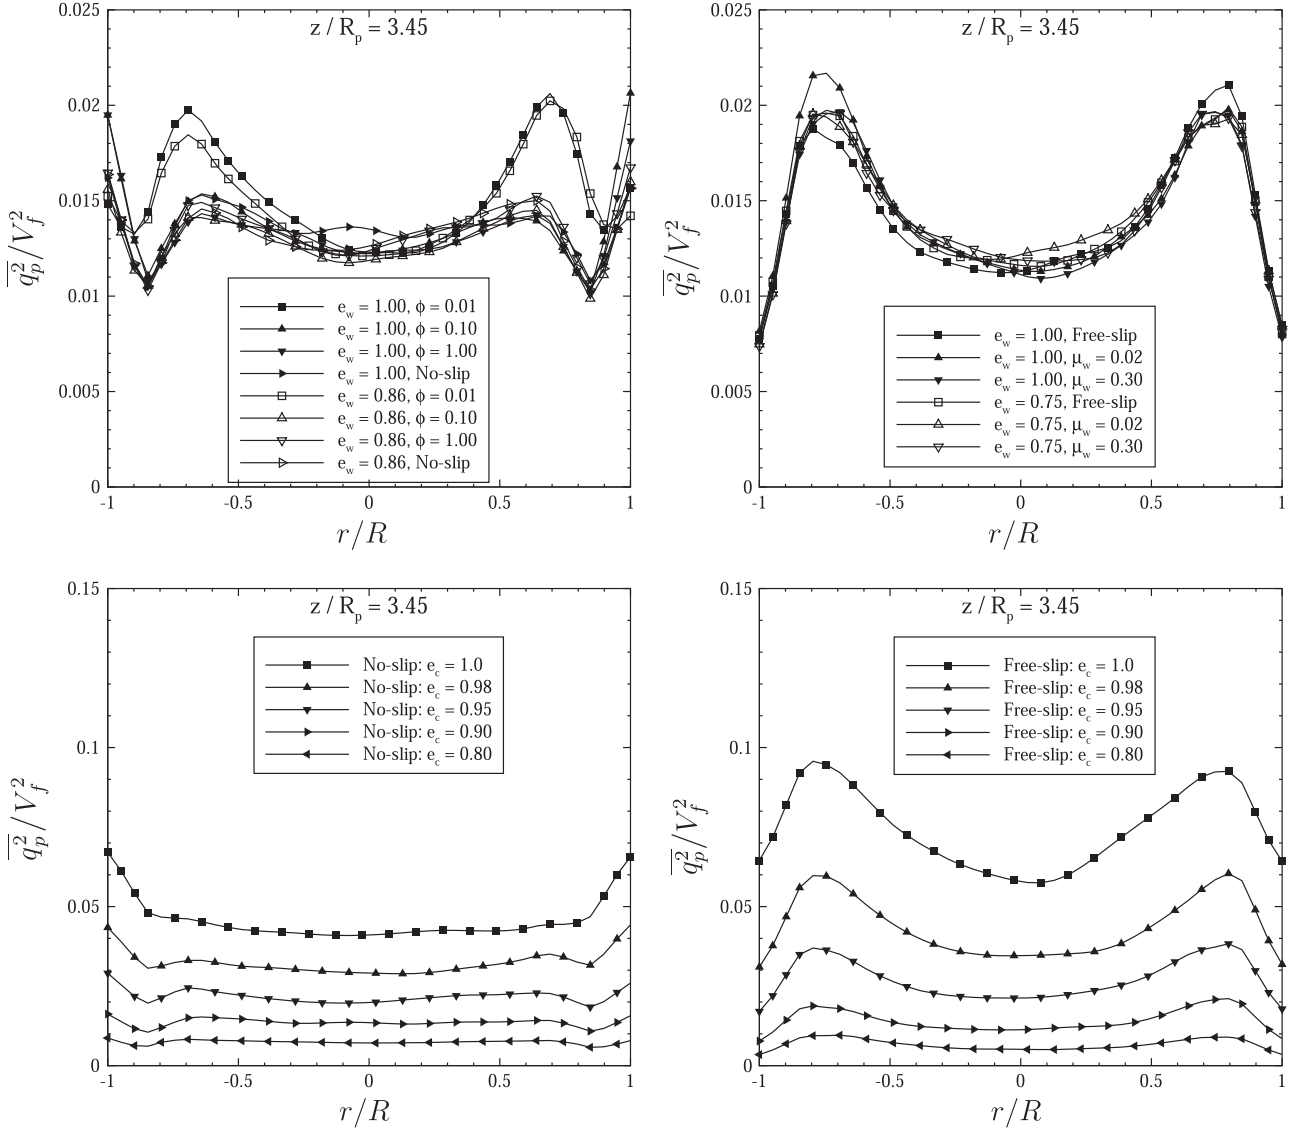 0.025
0.02
0.015
0.01
0.005
0
z / R_p = 3.45
e_w = 1.00, ϕ = 0.01
e_w = 1.00, ϕ = 0.10
e_w = 1.00, ϕ = 1.00
e_w = 1.00, No-slip
e_w = 0.86, ϕ = 0.01
e_w = 0.86, ϕ = 0.10
e_w = 0.86, ϕ = 1.00
e_w = 0.86, No-slip
-1 -0.5 0 0.5 1
r/R
\overline{q_p^2}/V_f^2
0.025
0.02
0.015
0.01
0.005
0
z / R_p = 3.45
e_w = 1.00, Free-slip
e_w = 1.00, μ_w = 0.02
e_w = 1.00, μ_w = 0.30
e_w = 0.75, Free-slip
e_w = 0.75, μ_w = 0.02
e_w = 0.75, μ_w = 0.30
-1 -0.5 0 0.5 1
r/R
\overline{q_p^2}/V_f^2
0.15
0.1
0.05
0
z / R_p = 3.45
No-slip: e_c = 1.0
No-slip: e_c = 0.98
No-slip: e_c = 0.95
No-slip: e_c = 0.90
No-slip: e_c = 0.80
-1 -0.5 0 0.5 1
r/R
\overline{q_p^2}/V_f^2
0.15
0.1
0.05
0
z / R_p = 3.45
Free-slip: e_c = 1.0
Free-slip: e_c = 0.98
Free-slip: e_c = 0.95
Free-slip: e_c = 0.90
Free-slip: e_c = 0.80
-1 -0.5 0 0.5 1
r/R
\overline{q_p^2}/V_f^2